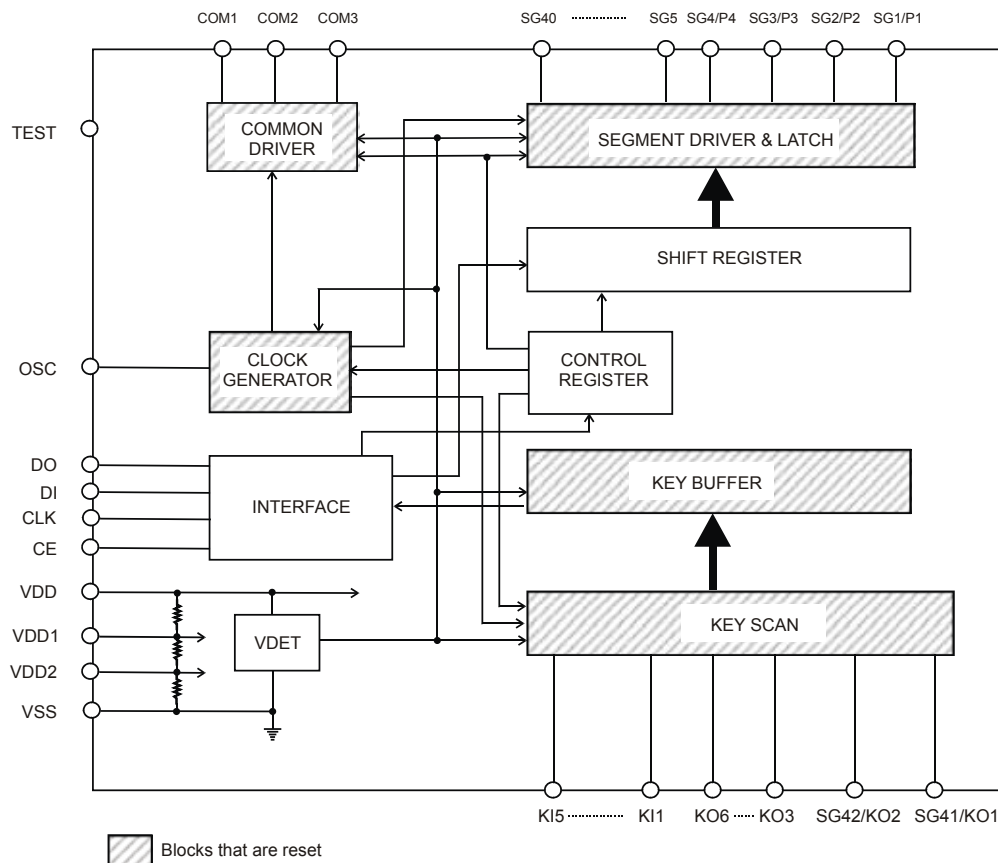 COM1 COM2 COM3 SG40 SG5 SG4/P4 SG3/P3 SG2/P2 SG1/P1
TEST
COMMON
DRIVER
SEGMENT DRIVER & LATCH
SHIFT REGISTER
OSC
CLOCK
GENERATOR
CONTROL
REGISTER
DO
DI
CLK
CE
INTERFACE
KEY BUFFER
VDD
VDD1
VDD2
VSS
VDET
KEY SCAN
KI5 KI1 KO6 KO3 SG42/KO2 SG41/KO1
Blocks that are reset